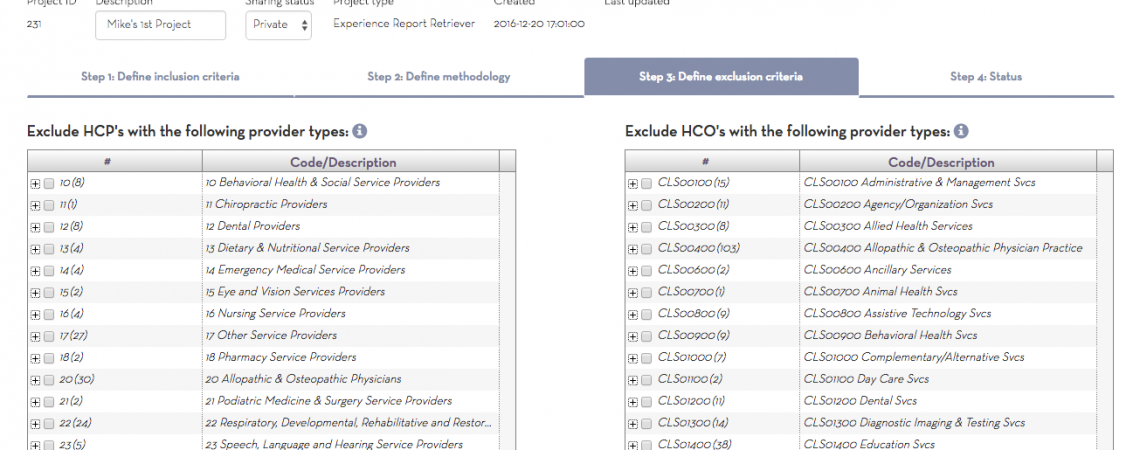 Project ID Description Sharing status Project type Created Last updated
231 Mike's 1st Project Private Experience Report Retriever 2016-12-20 17:01:00
Step 1: Define inclusion criteria Step 2: Define methodology Step 3: Define exclusion criteria Step 4: Status
Exclude HCP's with the following provider types:
# Code/Description
10 (8) 10 Behavioral Health & Social Service Providers
11 (1) 11 Chiropractic Providers
12 (8) 12 Dental Providers
13 (4) 13 Dietary & Nutritional Service Providers
14 (4) 14 Emergency Medical Service Providers
15 (2) 15 Eye and Vision Services Providers
16 (4) 16 Nursing Service Providers
17 (27) 17 Other Service Providers
18 (2) 18 Pharmacy Service Providers
20 (30) 20 Allopathic & Osteopathic Physicians
21 (2) 21 Podiatric Medicine & Surgery Service Providers
22 (24) 22 Respiratory, Developmental, Rehabilitative and Restor...
23 (5) 23 Speech, Language and Hearing Service Providers
Exclude HCO's with the following provider types:
# Code/Description
CLS00100 (15) CLS00100 Administrative & Management Svcs
CLS00200 (11) CLS00200 Agency/Organization Svcs
CLS00300 (8) CLS00300 Allied Health Services
CLS00400 (103) CLS00400 Allopathic & Osteopathic Physician Practice
CLS00600 (2) CLS00600 Ancillary Services
CLS00700 (1) CLS00700 Animal Health Svcs
CLS00800 (9) CLS00800 Assistive Technology Svcs
CLS00900 (9) CLS00900 Behavioral Health Svcs
CLS01000 (7) CLS01000 Complementary/Alternative Svcs
CLS01100 (2) CLS01100 Day Care Svcs
CLS01200 (11) CLS01200 Dental Svcs
CLS01300 (14) CLS01300 Diagnostic Imaging & Testing Svcs
CLS01400 (38) CLS01400 Education Svcs